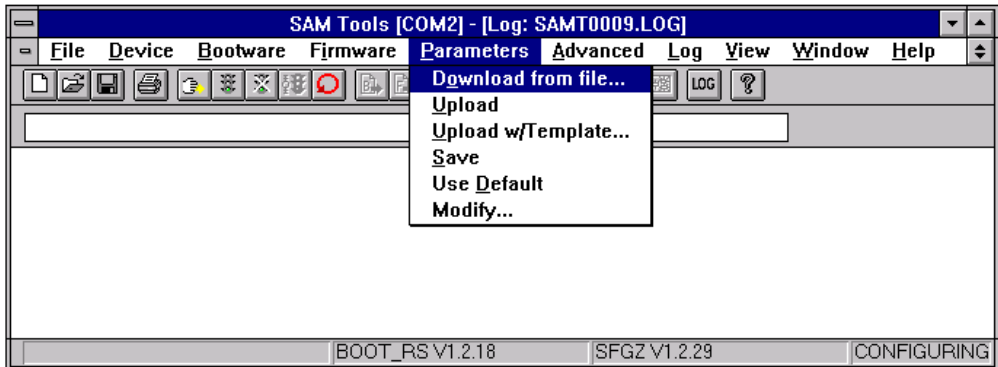 SAM Tools [COM2] - [Log: SAMT0009.LOG]
File Device Bootware Firmware Parameters Advanced Log View Window Help
LOG
Download from file...
Upload
Upload w/Template...
Save
Use Default
Modify...
BOOT_RS V1.2.18 SFGZ V1.2.29 CONFIGURING